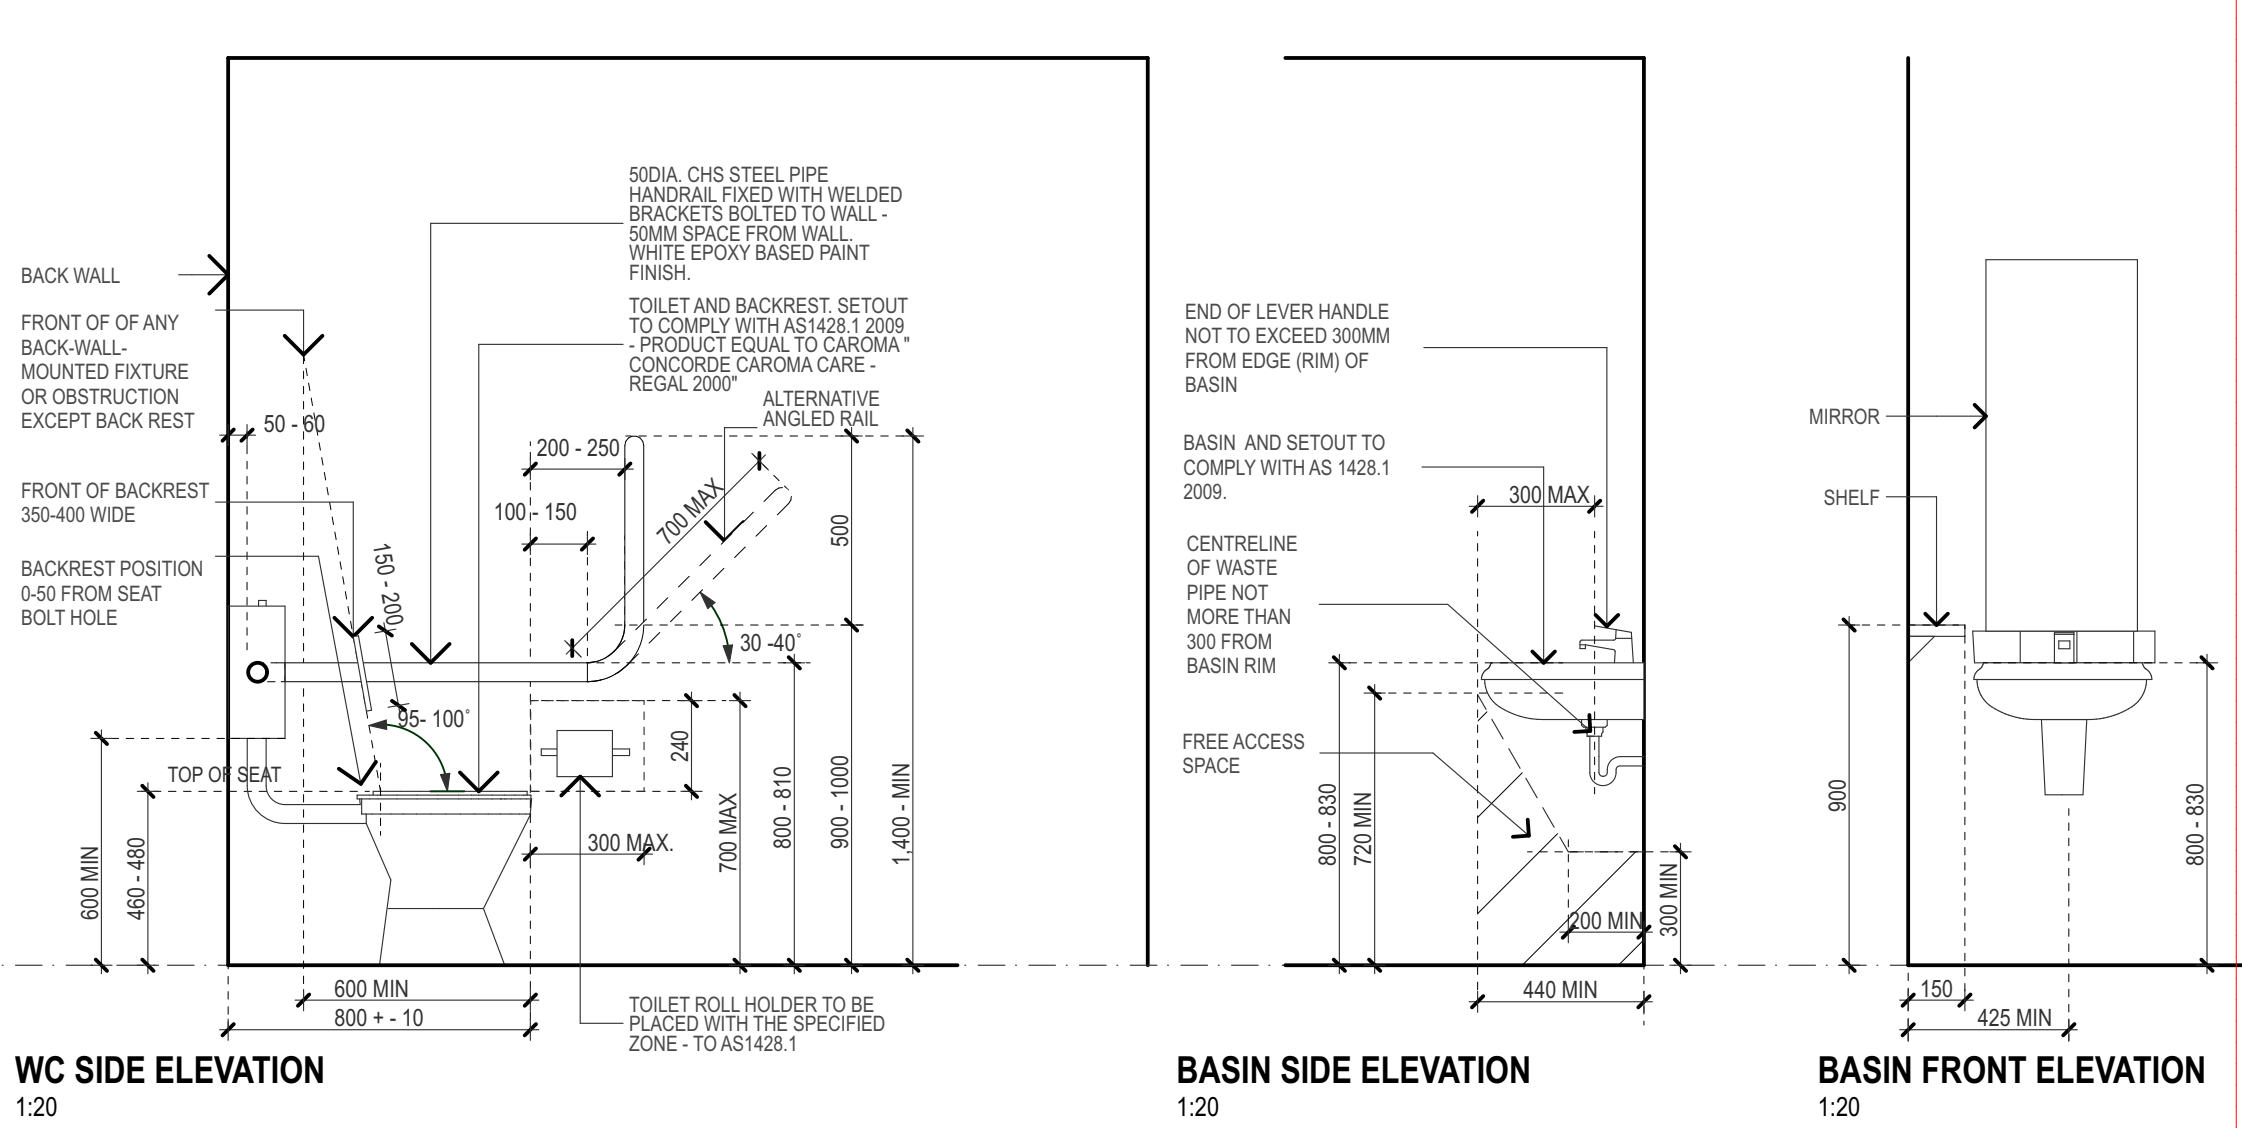 50DIA. CHS STEEL PIPE
HANDRAIL FIXED WITH WELDED
BRACKETS BOLTED TO WALL -
50MM SPACE FROM WALL.
WHITE EPOXY BASED PAINT
FINISH.
TOILET AND BACKREST. SETOUT
TO COMPLY WITH AS1428.1 2009
- PRODUCT EQUAL TO CAROMA "
CONCORDE CAROMA CARE -
REGAL 2000"
ALTERNATIVE
ANGLED RAIL
BACK WALL
FRONT OF OF ANY
BACK-WALL-
MOUNTED FIXTURE
OR OBSTRUCTION
EXCEPT BACK REST
50 - 60
FRONT OF BACKREST
350-400 WIDE
BACKREST POSITION
0-50 FROM SEAT
BOLT HOLE
150 - 200
200 - 250
100 - 150
700 MAX
500
30 -40°
95- 100°
TOP OF SEAT
240
300 MAX.
700 MAX
800 - 810
900 - 1000
1,400 - MIN
600 MIN
460 - 480
600 MIN
800 + - 10
TOILET ROLL HOLDER TO BE
PLACED WITH THE SPECIFIED
ZONE - TO AS1428.1
WC SIDE ELEVATION
1:20
END OF LEVER HANDLE
NOT TO EXCEED 300MM
FROM EDGE (RIM) OF
BASIN
BASIN AND SETOUT TO
COMPLY WITH AS 1428.1
2009.
300 MAX
CENTRELINE
OF WASTE
PIPE NOT
MORE THAN
300 FROM
BASIN RIM
FREE ACCESS
SPACE
800 - 830
720 MIN
200 MIN
300 MIN
440 MIN
BASIN SIDE ELEVATION
1:20
MIRROR
SHELF
900
800 - 830
150
425 MIN
BASIN FRONT ELEVATION
1:20